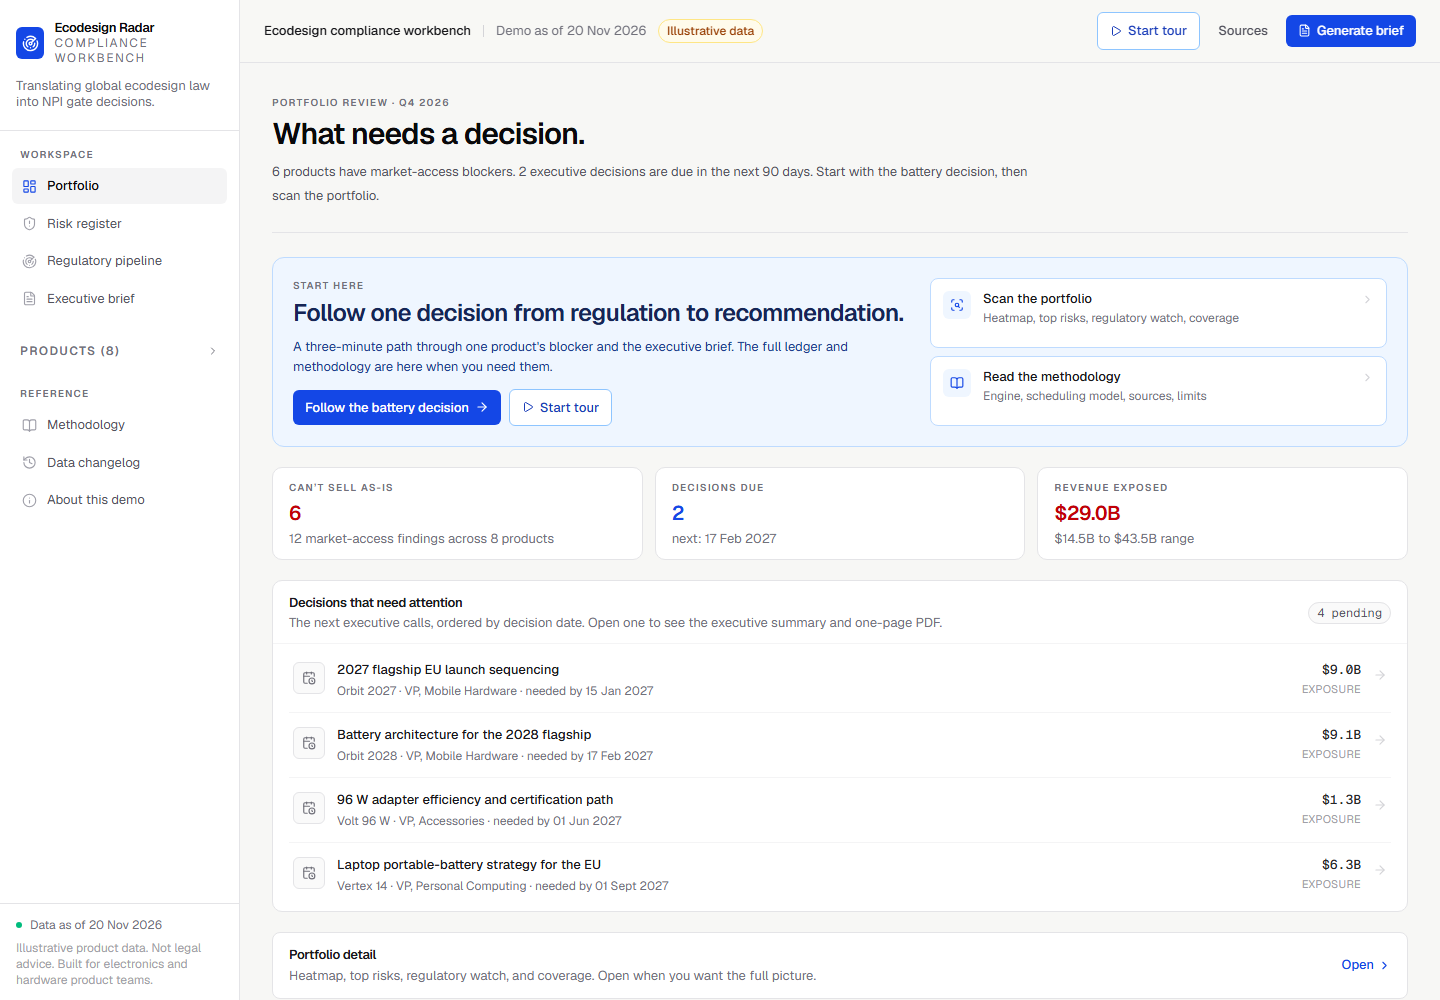 Ecodesign Radar
COMPLIANCE
WORKBENCH
Translating global ecodesign law
into NPI gate decisions.
WORKSPACE
Portfolio
Risk register
Regulatory pipeline
Executive brief
PRODUCTS (8)
REFERENCE
Methodology
Data changelog
About this demo
Data as of 20 Nov 2026
Illustrative product data. Not legal
advice. Built for electronics and
hardware product teams.
Ecodesign compliance workbench
Demo as of 20 Nov 2026
Illustrative data
Start tour
Sources
Generate brief
PORTFOLIO REVIEW · Q4 2026
What needs a decision.
6 products have market-access blockers. 2 executive decisions are due in the next 90 days. Start with the battery decision, then
scan the portfolio.
START HERE
Follow one decision from regulation to recommendation.
A three-minute path through one product's blocker and the executive brief. The full ledger and
methodology are here when you need them.
Follow the battery decision
Start tour
Scan the portfolio
Heatmap, top risks, regulatory watch, coverage
Read the methodology
Engine, scheduling model, sources, limits
CAN'T SELL AS-IS
6
12 market-access findings across 8 products
DECISIONS DUE
2
next: 17 Feb 2027
REVENUE EXPOSED
$29.0B
$14.5B to $43.5B range
Decisions that need attention
The next executive calls, ordered by decision date. Open one to see the executive summary and one-page PDF.
4 pending
2027 flagship EU launch sequencing
Orbit 2027 · VP, Mobile Hardware · needed by 15 Jan 2027
$9.0B
EXPOSURE
Battery architecture for the 2028 flagship
Orbit 2028 · VP, Mobile Hardware · needed by 17 Feb 2027
$9.1B
EXPOSURE
96 W adapter efficiency and certification path
Volt 96 W · VP, Accessories · needed by 01 Jun 2027
$1.3B
EXPOSURE
Laptop portable-battery strategy for the EU
Vertex 14 · VP, Personal Computing · needed by 01 Sept 2027
$6.3B
EXPOSURE
Portfolio detail
Heatmap, top risks, regulatory watch, and coverage. Open when you want the full picture.
Open